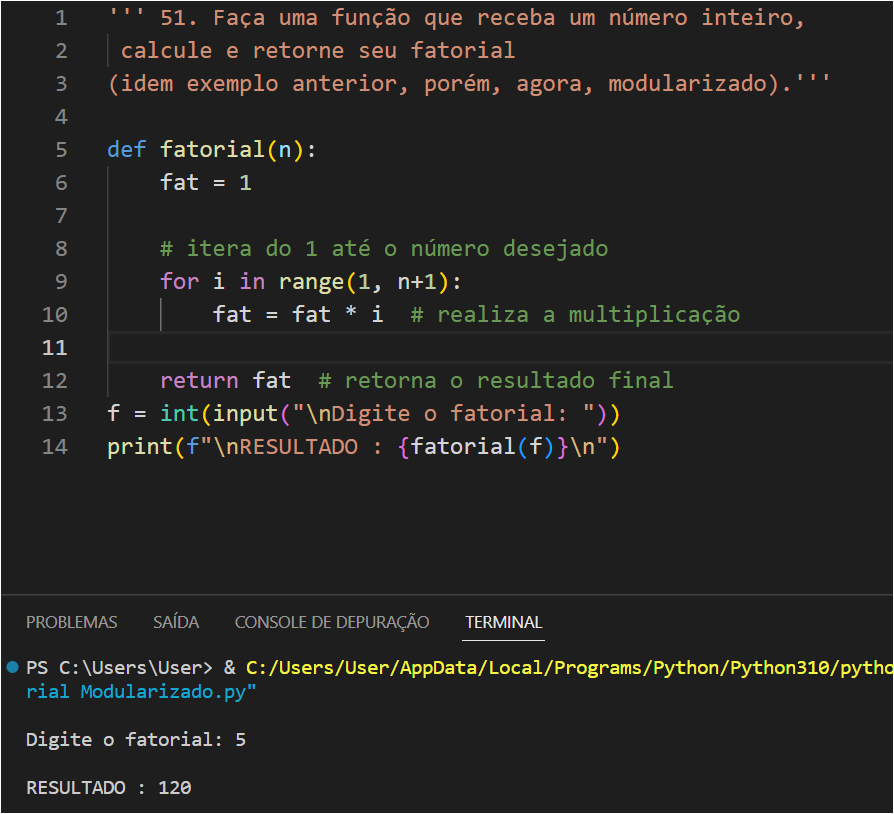 1 ''' 51. Faça uma função que receba um número inteiro,
2 calcule e retorne seu fatorial
3 (idem exemplo anterior, porém, agora, modularizado).'''
4
5 def fatorial(n):
6 fat = 1
7
8 # itera do 1 até o número desejado
9 for i in range(1, n+1):
10 fat = fat * i # realiza a multiplicação
11
12 return fat # retorna o resultado final
13 f = int(input("\nDigite o fatorial: "))
14 print(f"\nRESULTADO : {fatorial(f)}\n")
PROBLEMAS SAÍDA CONSOLE DE DEPURAÇÃO TERMINAL
PS C:\Users\User> & C:/Users/User/AppData/Local/Programs/Python/Python310/pytho
rial Modularizado.py"
Digite o fatorial: 5
RESULTADO : 120